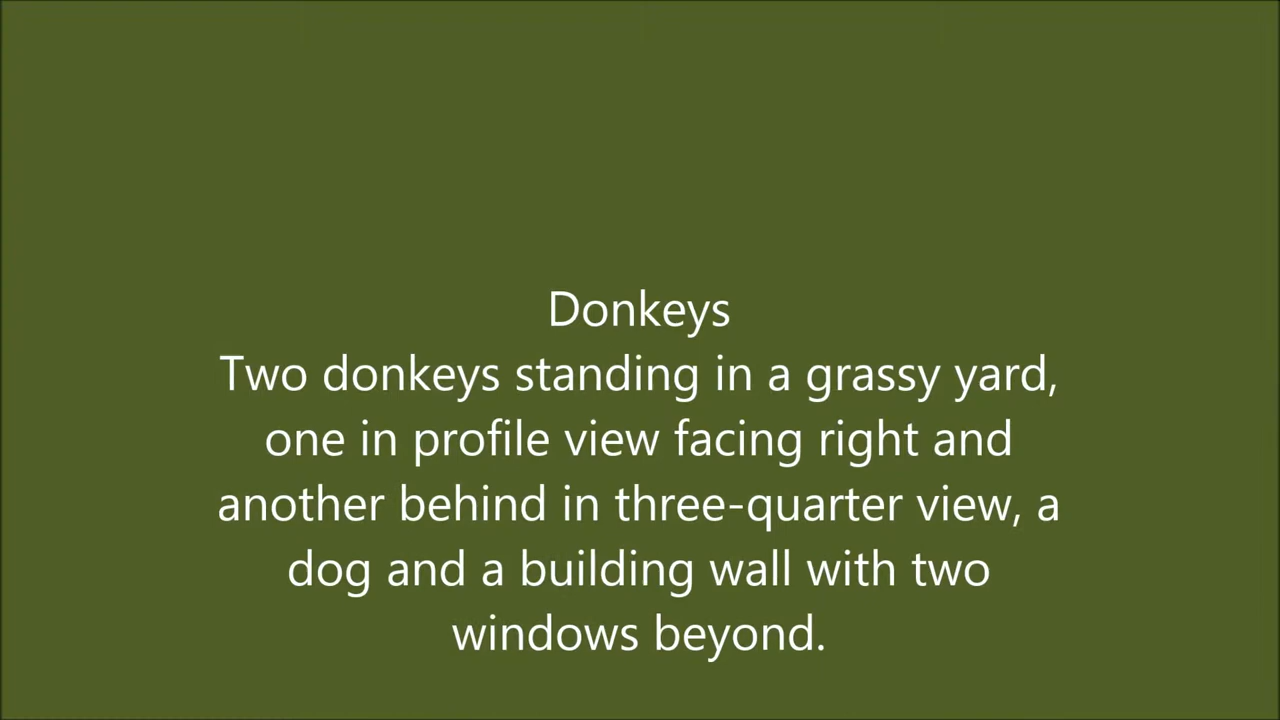 Donkeys
Two donkeys standing in a grassy yard,
one in profile view facing right and
another behind in three-quarter view, a
dog and a building wall with two
windows beyond.